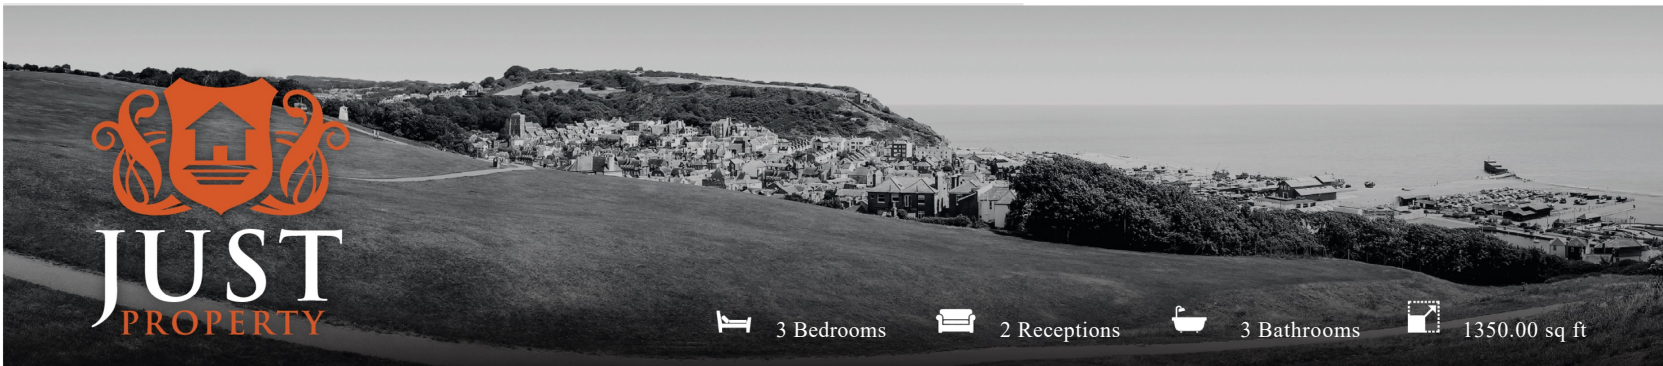 JUST
PROPERTY
3 Bedrooms 2 Receptions 3 Bathrooms 1350.00 sq ft